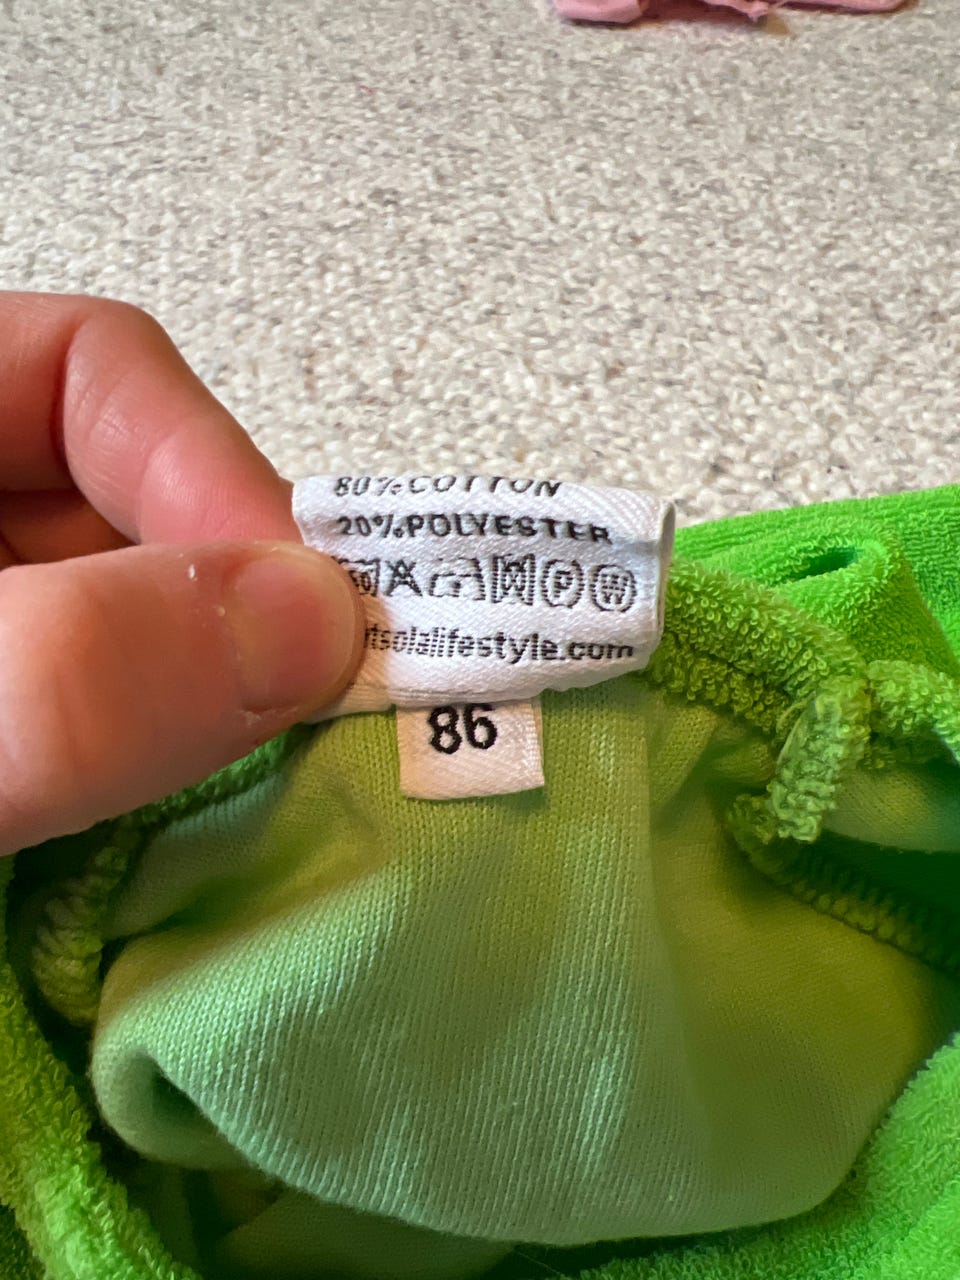 80%COTTON
20%POLYESTER
P W
86